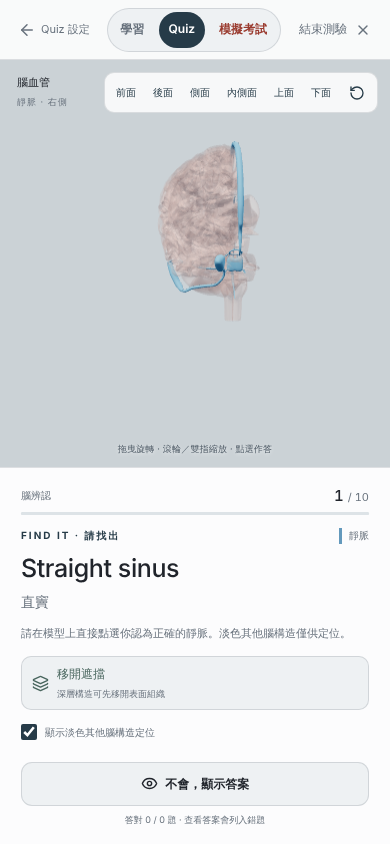 Quiz 設定
學習
Quiz
模擬考試
結束測驗
腦血管
靜脈 · 右側
前面 後面 側面 內側面 上面 下面
拖曳旋轉 · 滾輪／雙指縮放 · 點選作答
腦辨認
1 / 10
FIND IT · 請找出
靜脈
Straight sinus
直竇
請在模型上直接點選你認為正確的靜脈。淡色其他腦構造僅供定位。
移開遮擋
深層構造可先移開表面組織
顯示淡色其他腦構造定位
不會，顯示答案
答對 0 / 0 題 · 查看答案會列入錯題